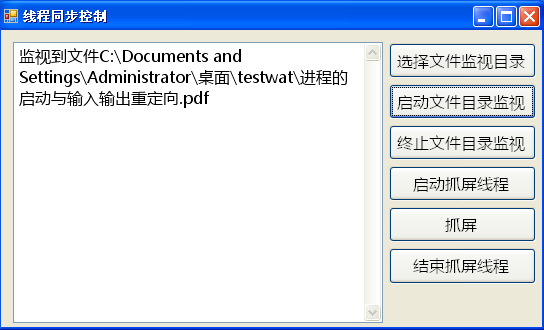 线程同步控制
监视到文件C:\Documents and
Settings\Administrator\桌面\testwat\进程的
启动与输入输出重定向.pdf
选择文件监视目录
启动文件目录监视
终止文件目录监视
启动抓屏线程
抓屏
结束抓屏线程